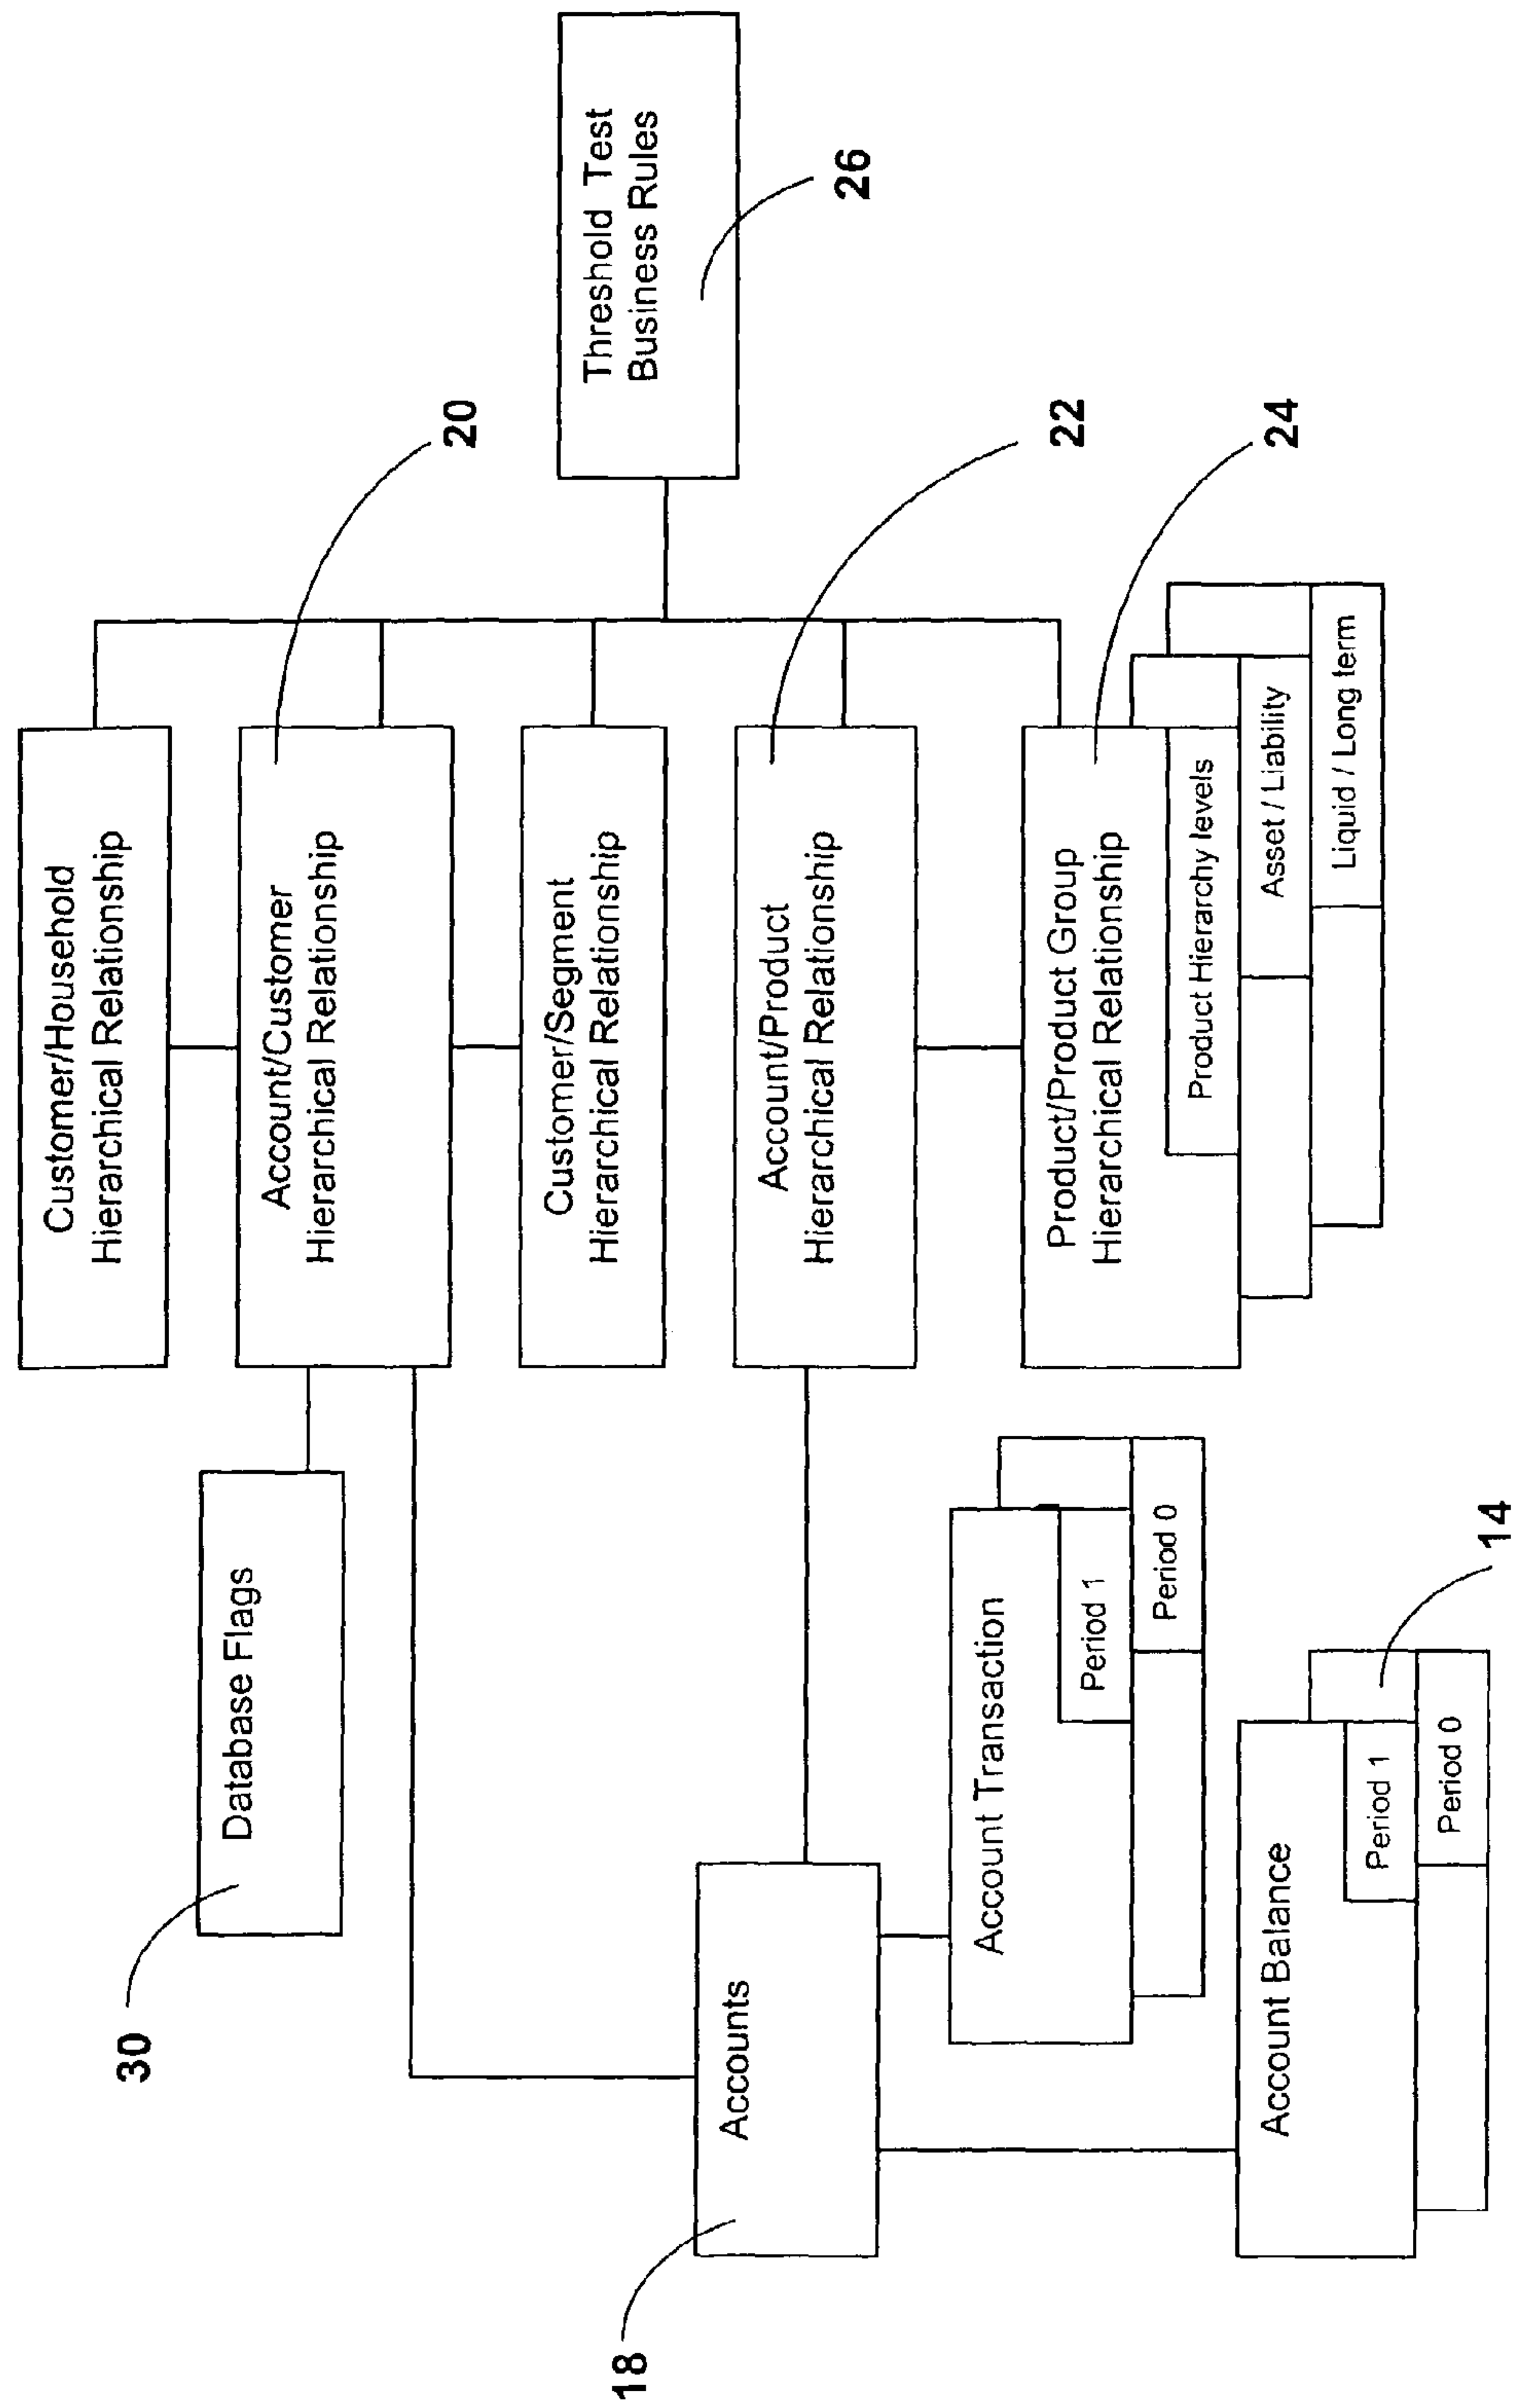 Customer/Household
Hierarchical Relationship
Account/Customer
Hierarchical Relationship
20
Customer/Segment
Hierarchical Relationship
Threshold Test
Business Rules
26
Database Flags
30
Account/Product
Hierarchical Relationship
22
Product/Product Group
Hierarchical Relationship
24
Product Hierarchy levels
Asset / Liability
Liquid / Long term
Accounts
18
Account Transaction
Period 1
Period 0
Account Balance
Period 1
Period 0
14